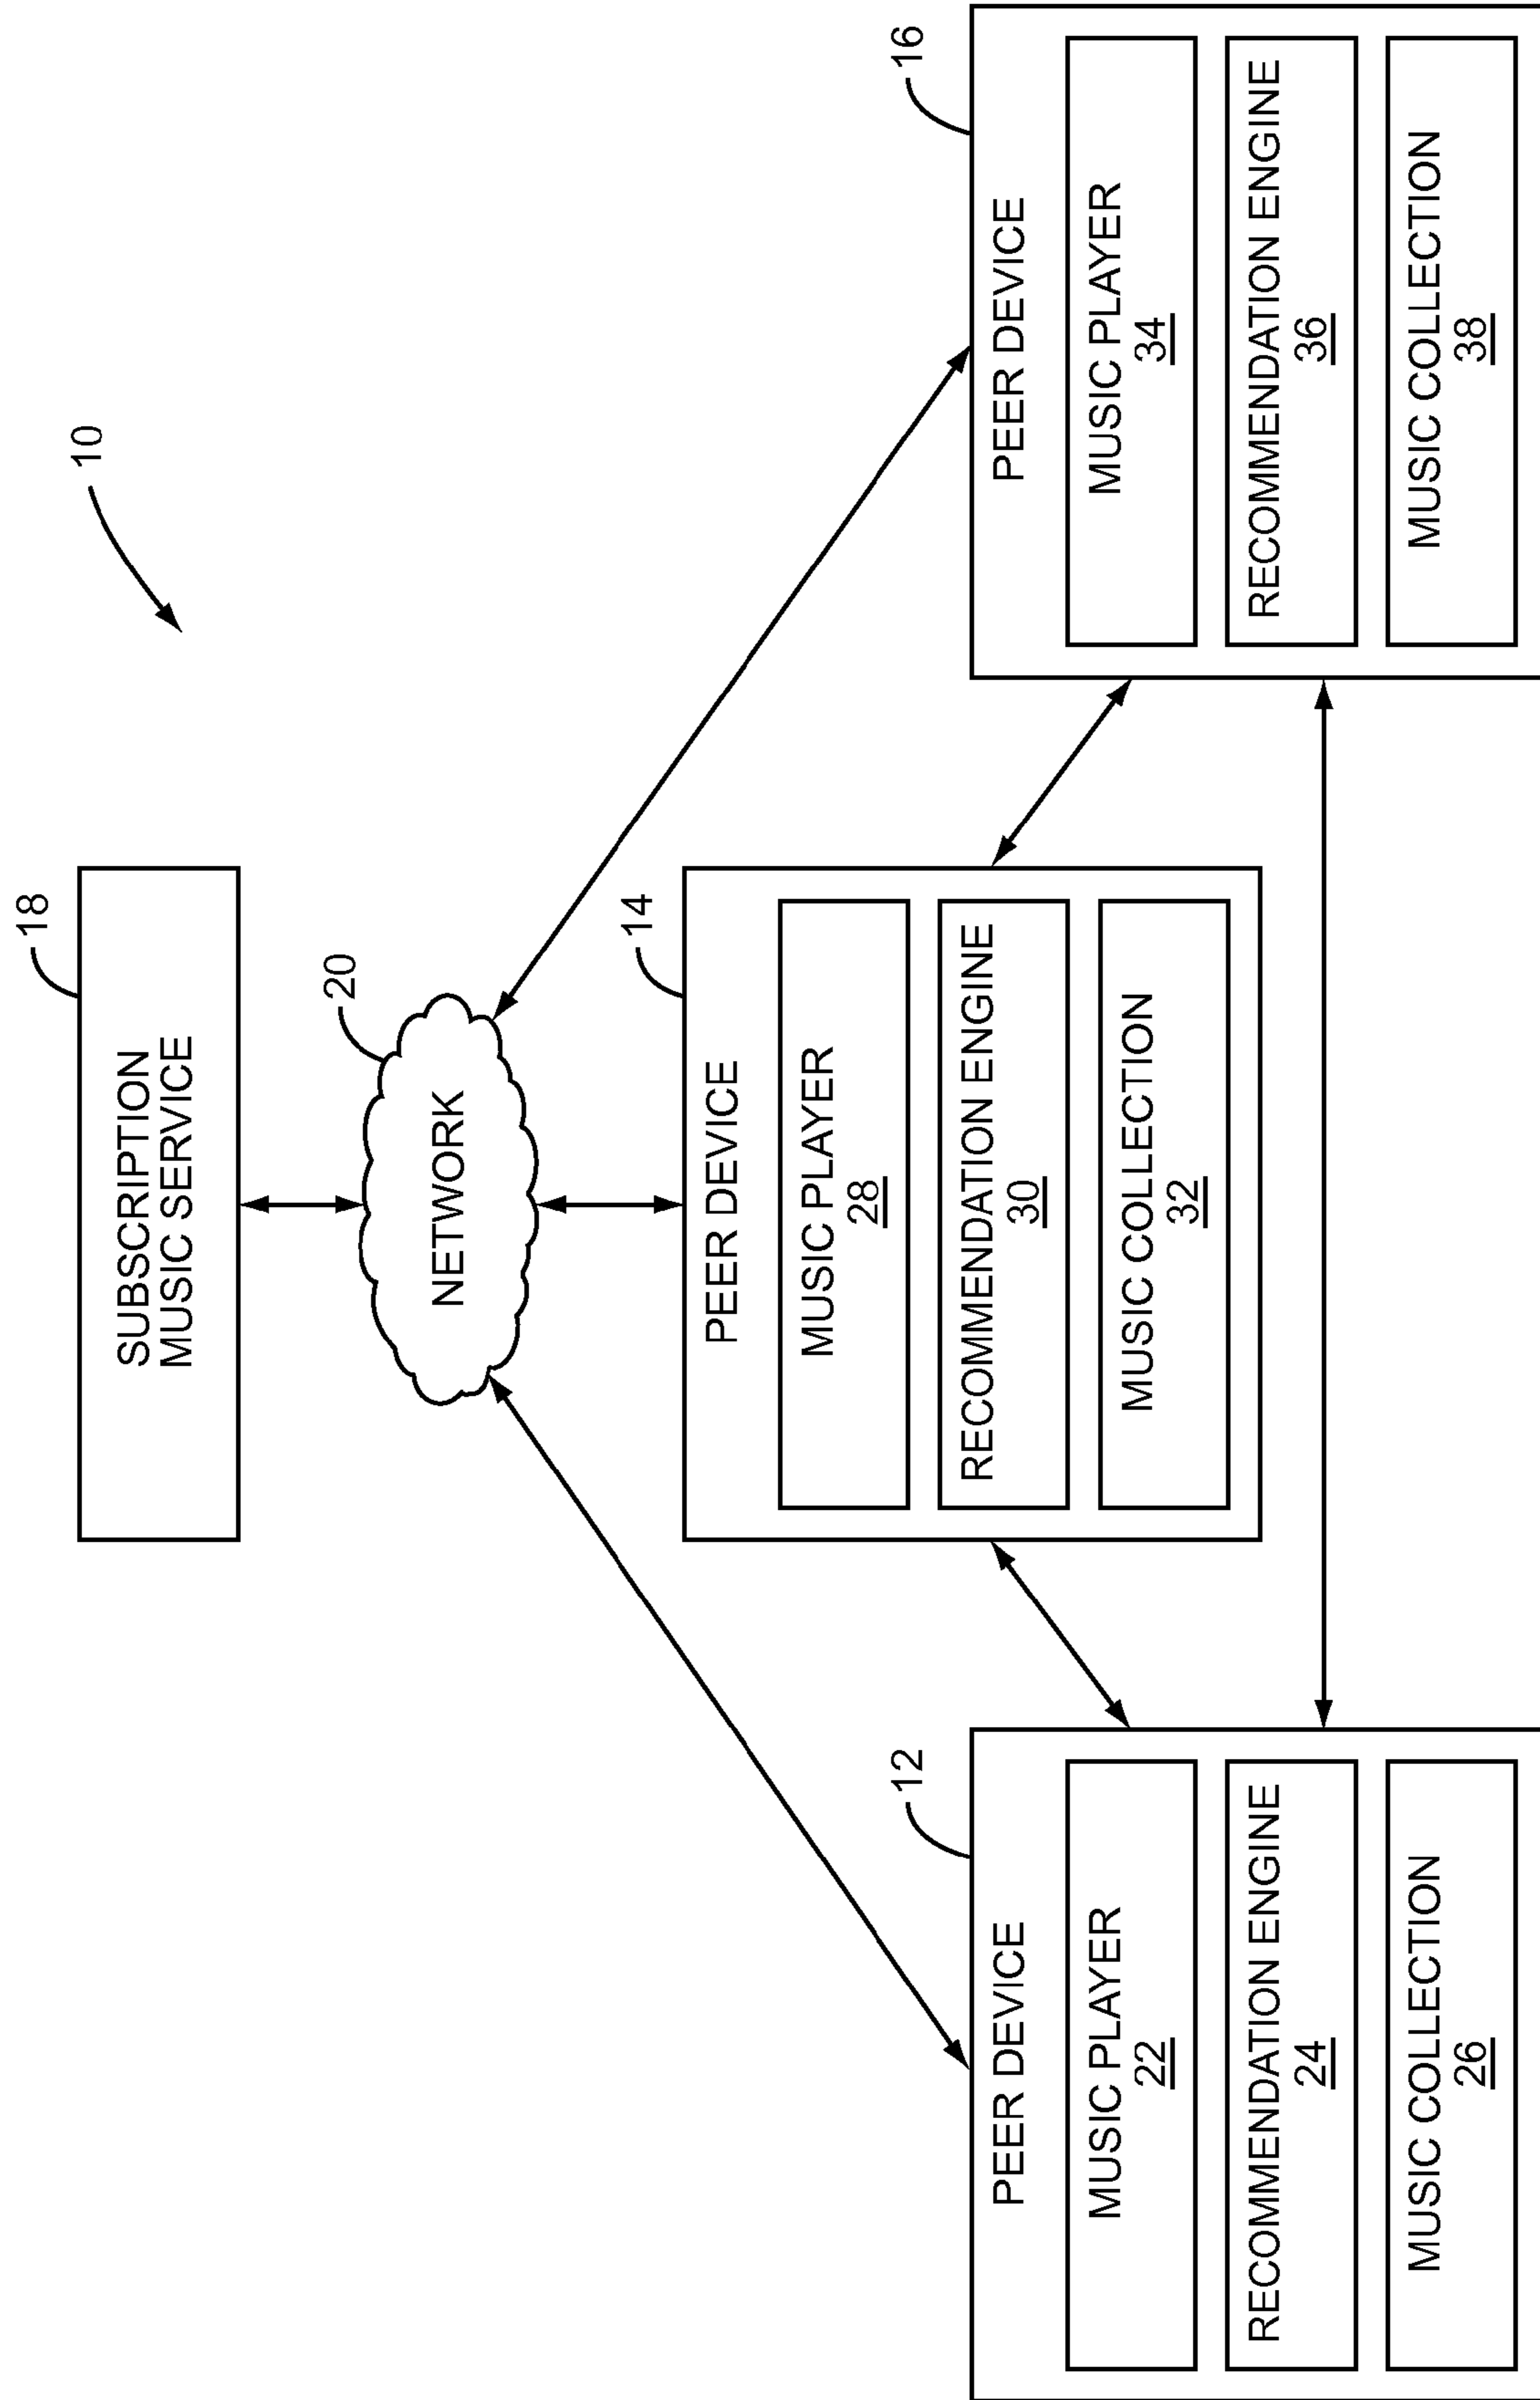 10
18
SUBSCRIPTION
MUSIC SERVICE
20
NETWORK
12
PEER DEVICE
MUSIC PLAYER
22
RECOMMENDATION ENGINE
24
MUSIC COLLECTION
26
14
PEER DEVICE
MUSIC PLAYER
28
RECOMMENDATION ENGINE
30
MUSIC COLLECTION
32
16
PEER DEVICE
MUSIC PLAYER
34
RECOMMENDATION ENGINE
36
MUSIC COLLECTION
38